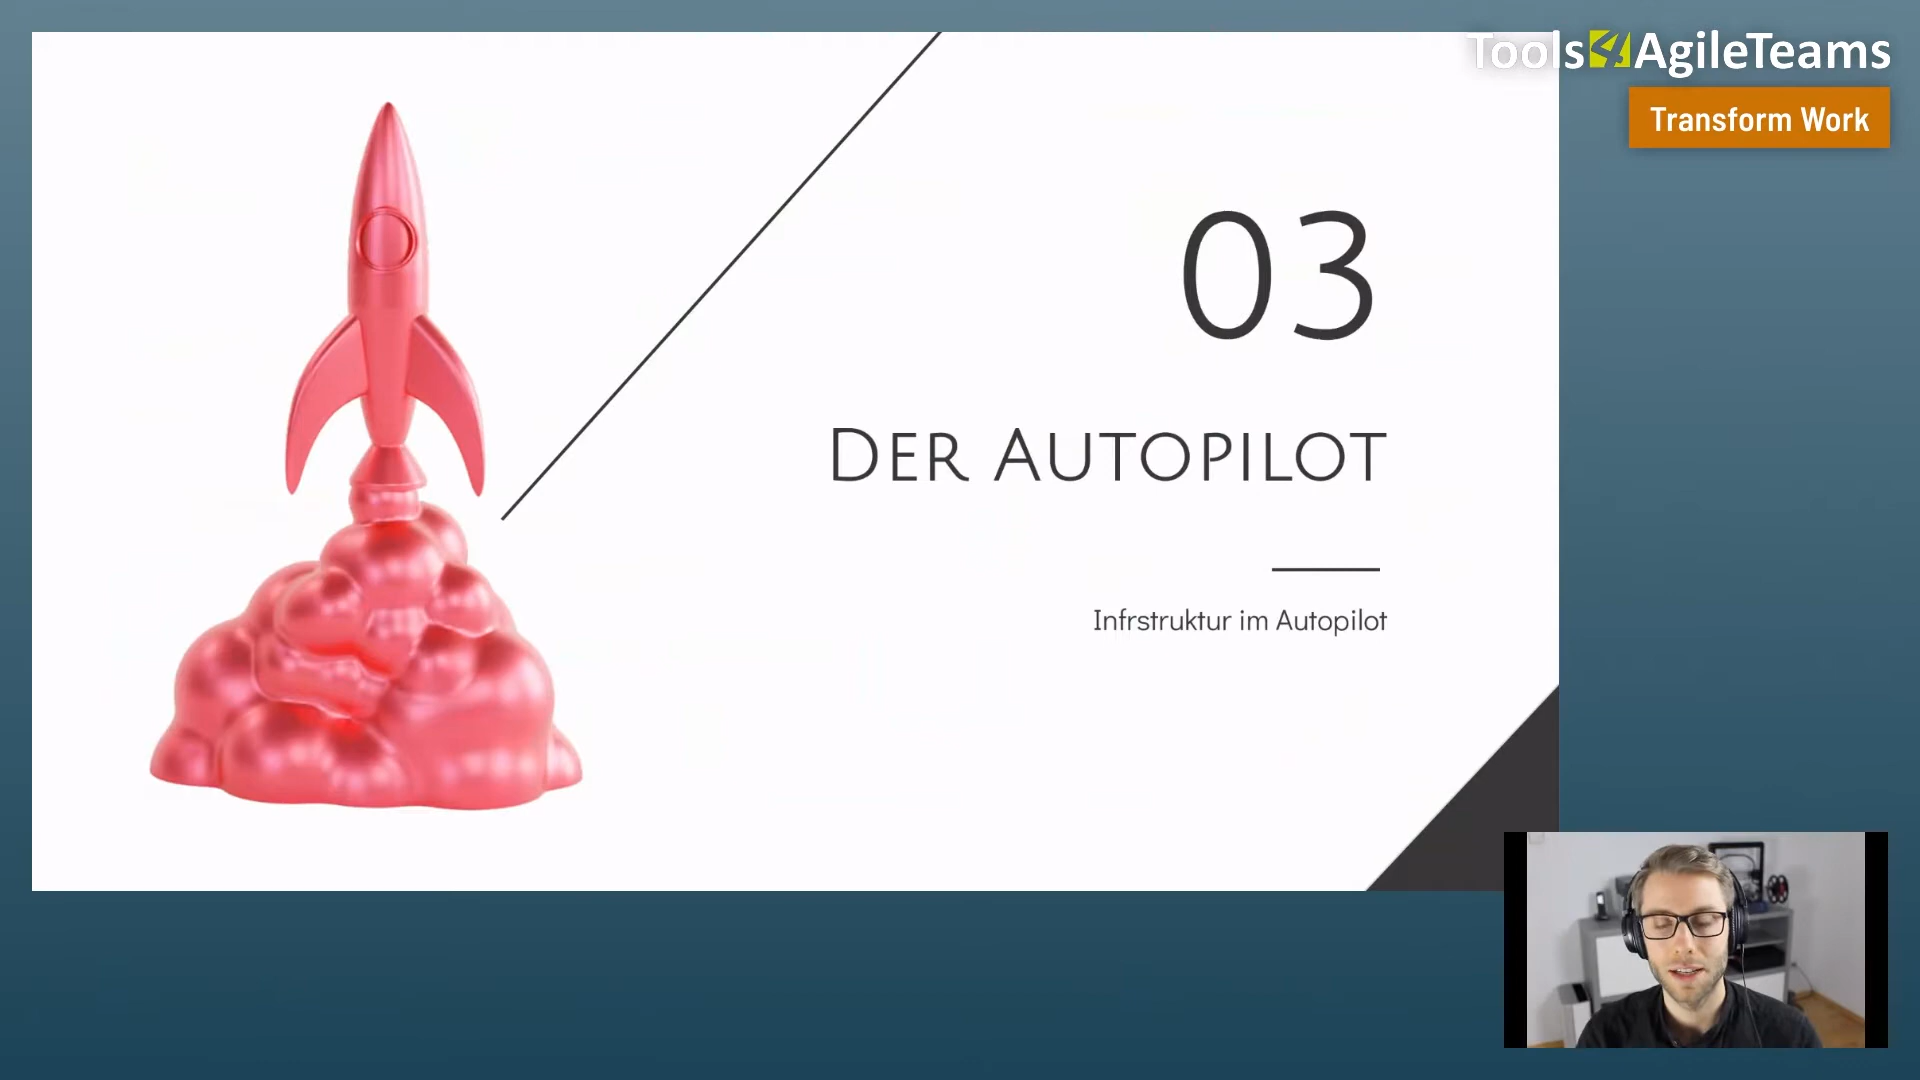 Tools4AgileTeams
Transform Work
03
DER AUTOPILOT
Infrstruktur im Autopilot